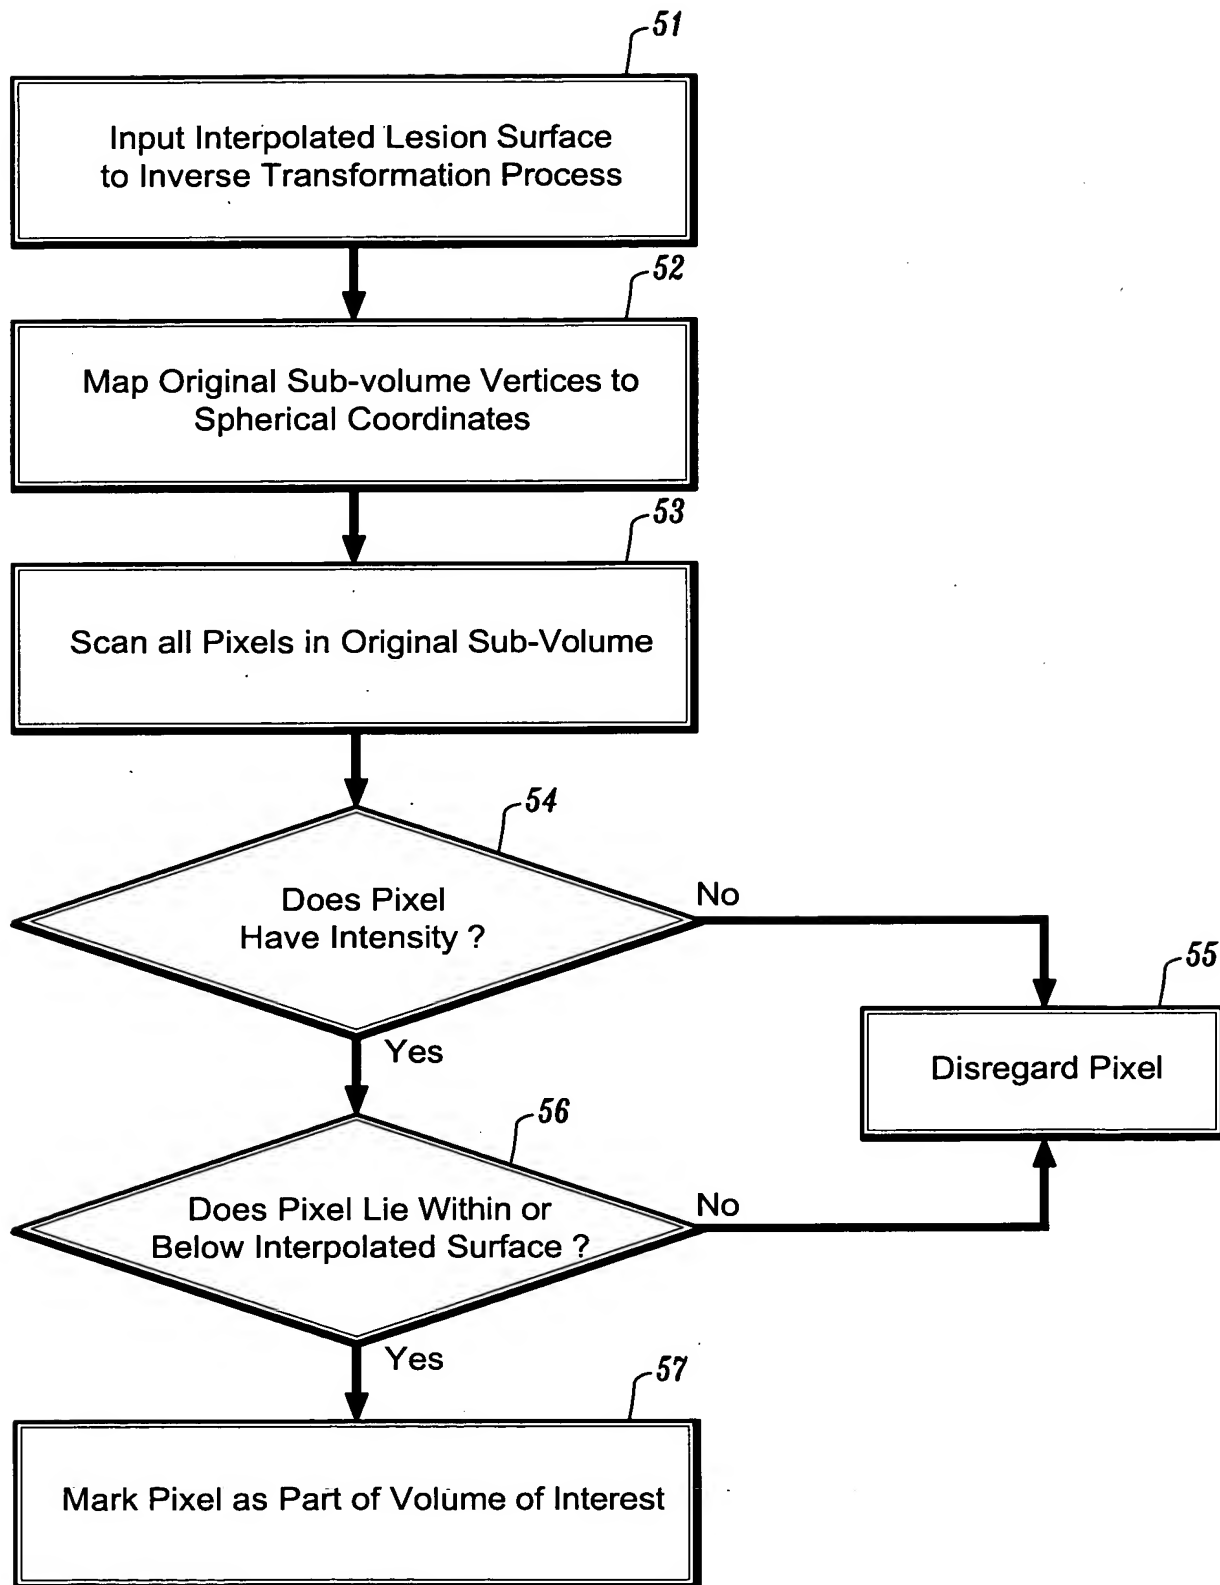 51
Input Interpolated Lesion Surface
to Inverse Transformation Process
52
Map Original Sub-volume Vertices to
Spherical Coordinates
53
Scan all Pixels in Original Sub-Volume
54
Does Pixel
Have Intensity ?
No
55
Disregard Pixel
Yes
56
Does Pixel Lie Within or
Below Interpolated Surface ?
No
Yes
57
Mark Pixel as Part of Volume of Interest